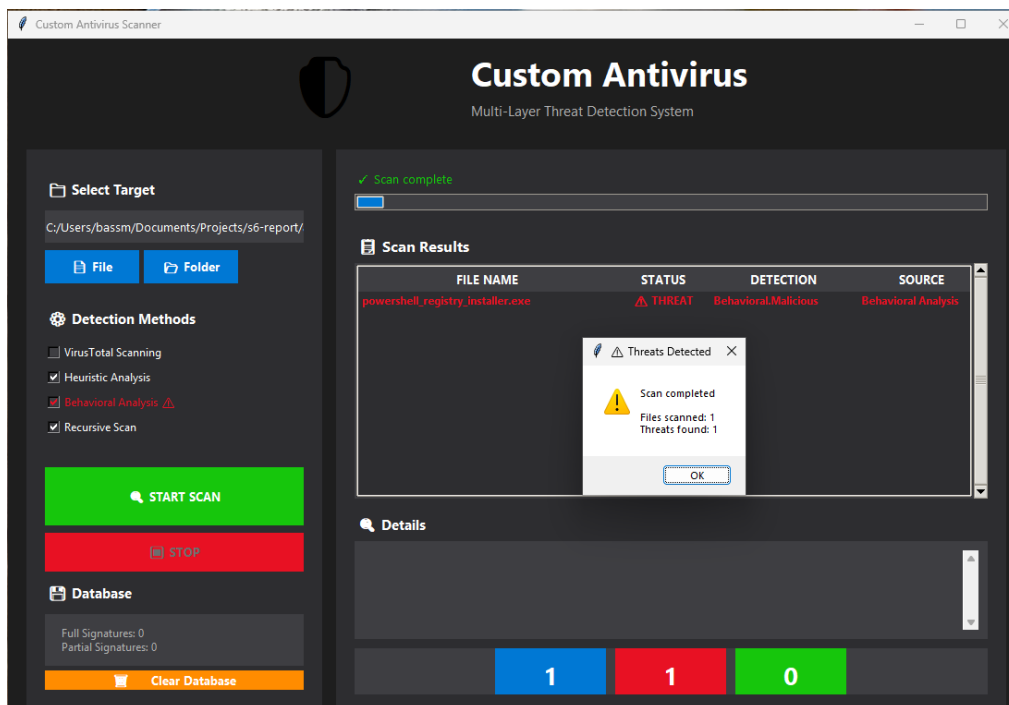 Custom Antivirus Scanner
Custom Antivirus
Multi-Layer Threat Detection System
Select Target
C:/Users/bassm/Documents/Projects/s6-report/
File
Folder
Detection Methods
VirusTotal Scanning
Heuristic Analysis
Behavioral Analysis ⚠
Recursive Scan
START SCAN
STOP
Database
Full Signatures: 0
Partial Signatures: 0
Clear Database
✓ Scan complete
Scan Results
FILE NAME STATUS DETECTION SOURCE
powershell_registry_installer.exe ⚠ THREAT Behavioral.Malicious Behavioral Analysis
⚠ Threats Detected
Scan completed
Files scanned: 1
Threats found: 1
OK
Details
1 1 0